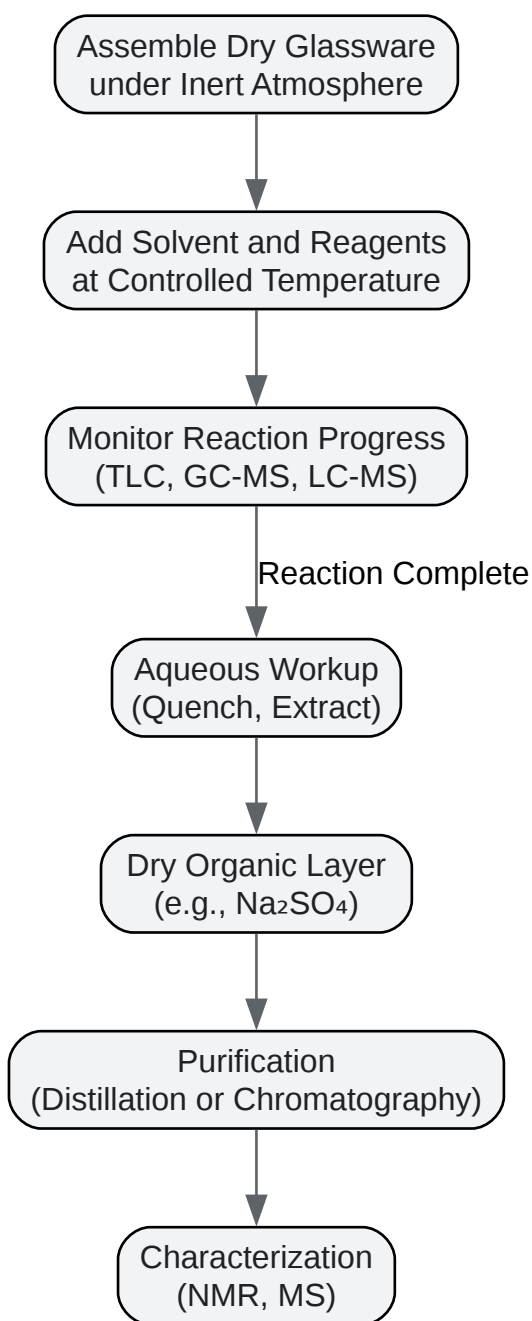 Assemble Dry Glassware
under Inert Atmosphere
Add Solvent and Reagents
at Controlled Temperature
Monitor Reaction Progress
(TLC, GC-MS, LC-MS)
Reaction Complete
Aqueous Workup
(Quench, Extract)
Dry Organic Layer
(e.g., Na₂SO₄)
Purification
(Distillation or Chromatography)
Characterization
(NMR, MS)